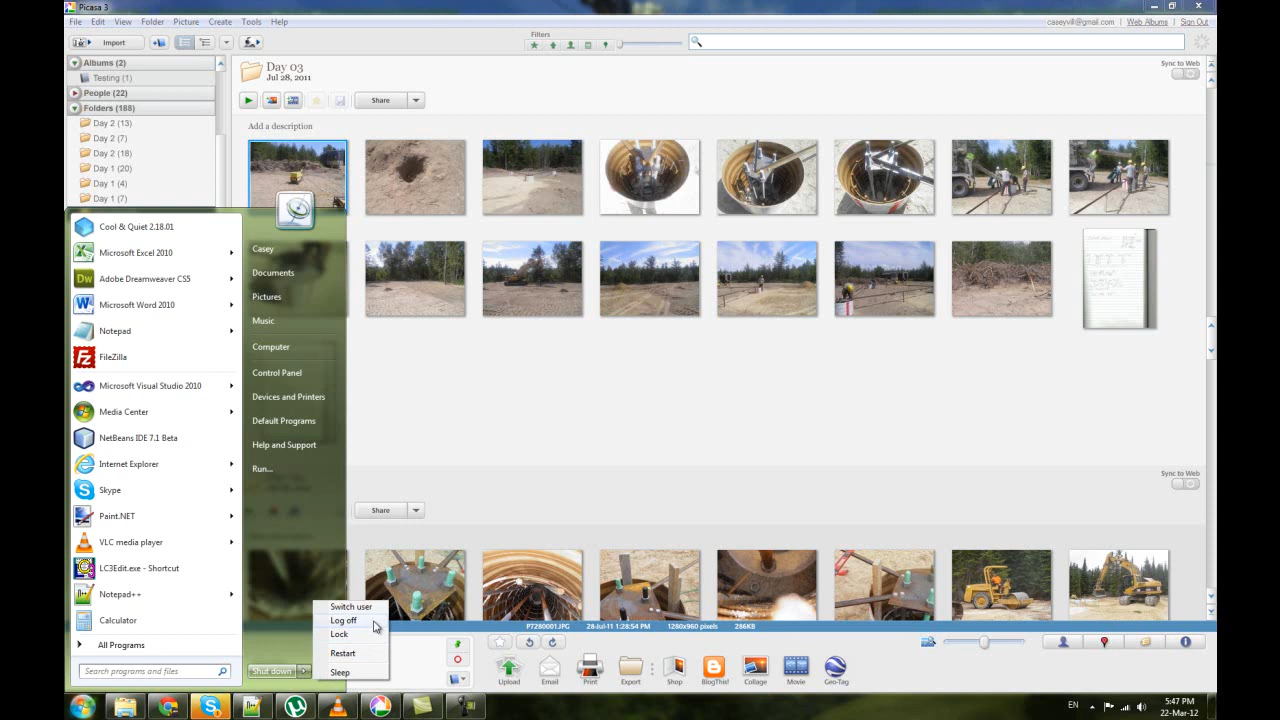 Picasa 3
File Edit View Folder Picture Create Tools Help
caseyvill@gmail.com Web Albums Sign Out
Import
Filters
Albums (2)
Testing (1)
People (22)
Folders (188)
Day 2 (13)
Day 2 (7)
Day 2 (18)
Day 1 (20)
Day 1 (4)
Day 1 (7)
Day 03
Jul 28, 2011
Sync to Web
Share
Add a description
Cool & Quiet 2.18.01
Microsoft Excel 2010
Adobe Dreamweaver CS5
Dw
Microsoft Word 2010
Notepad
FileZilla
Microsoft Visual Studio 2010
Media Center
NetBeans IDE 7.1 Beta
Internet Explorer
Skype
Paint.NET
VLC media player
LC3Edit.exe - Shortcut
Notepad++
Calculator
All Programs
Search programs and files
Casey
Documents
Pictures
Music
Computer
Control Panel
Devices and Printers
Default Programs
Help and Support
Run...
Shut down
Switch user
Log off
Lock
Restart
Sleep
Sync to Web
Share
P7280001.JPG 28-Jul-11 1:28:54 PM 1280x960 pixels 286KB
Upload Email Print Export Shop BlogThis! Collage Movie Geo-Tag
EN
5:47 PM
22-Mar-12